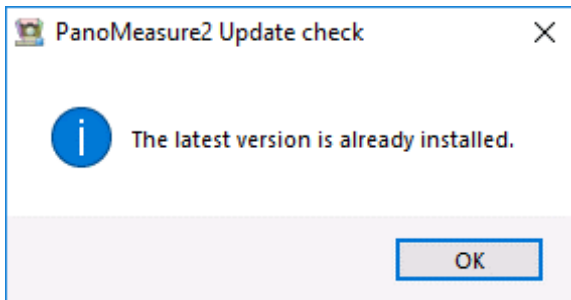 PanoMeasure2 Update check
The latest version is already installed.
OK